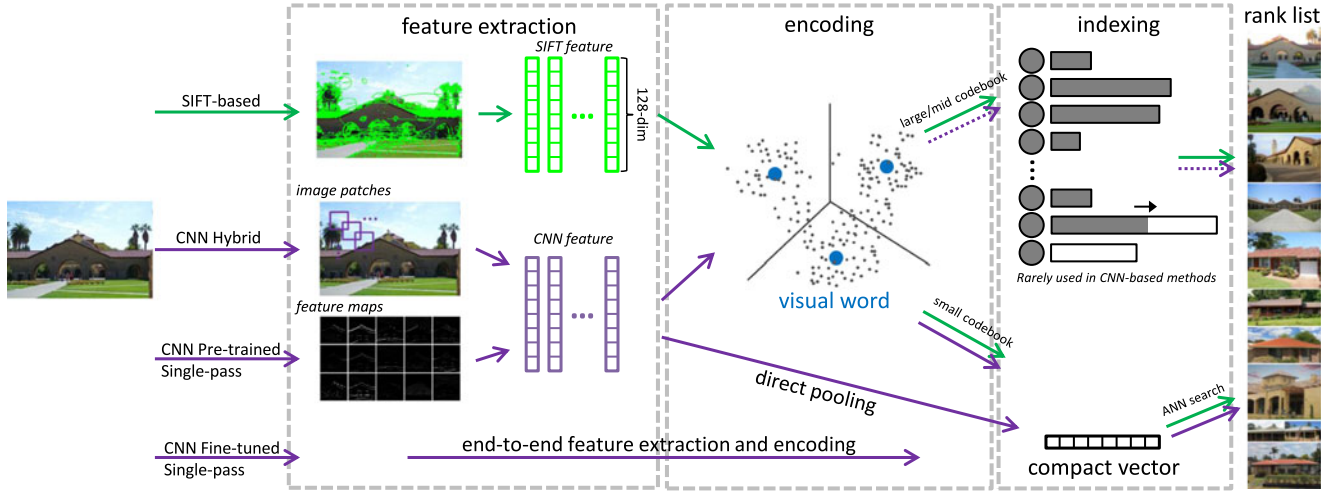 feature extraction
encoding
indexing
rank list
SIFT feature
SIFT-based
128-dim
large/mid codebook
image patches
CNN Hybrid
CNN feature
Rarely used in CNN-based methods
feature maps
visual word
small codebook
CNN Pre-trained
Single-pass
direct pooling
ANN search
CNN Fine-tuned
Single-pass
end-to-end feature extraction and encoding
compact vector